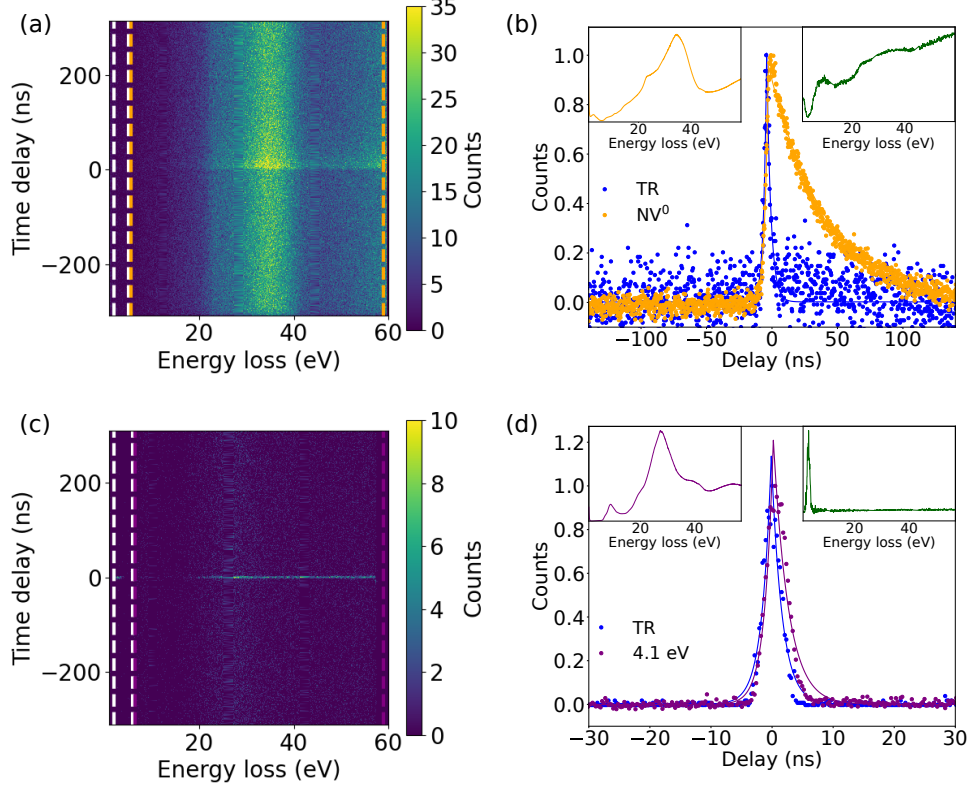 (a)
Time delay (ns)
200
0
−200
20
40
60
Energy loss (eV)
35
30
25
20
15
10
5
0
Counts
(b)
Counts
1.0
0.8
0.6
0.4
0.2
0.0
20
40
Energy loss (eV)
20
40
Energy loss (eV)
TR
NV⁰
−100
−50
0
50
100
Delay (ns)
(c)
Time delay (ns)
200
0
−200
20
40
60
Energy loss (eV)
10
8
6
4
2
0
Counts
(d)
Counts
1.2
1.0
0.8
0.6
0.4
0.2
0.0
20
40
Energy loss (eV)
20
40
Energy loss (eV)
TR
4.1 eV
−30
−20
−10
0
10
20
30
Delay (ns)